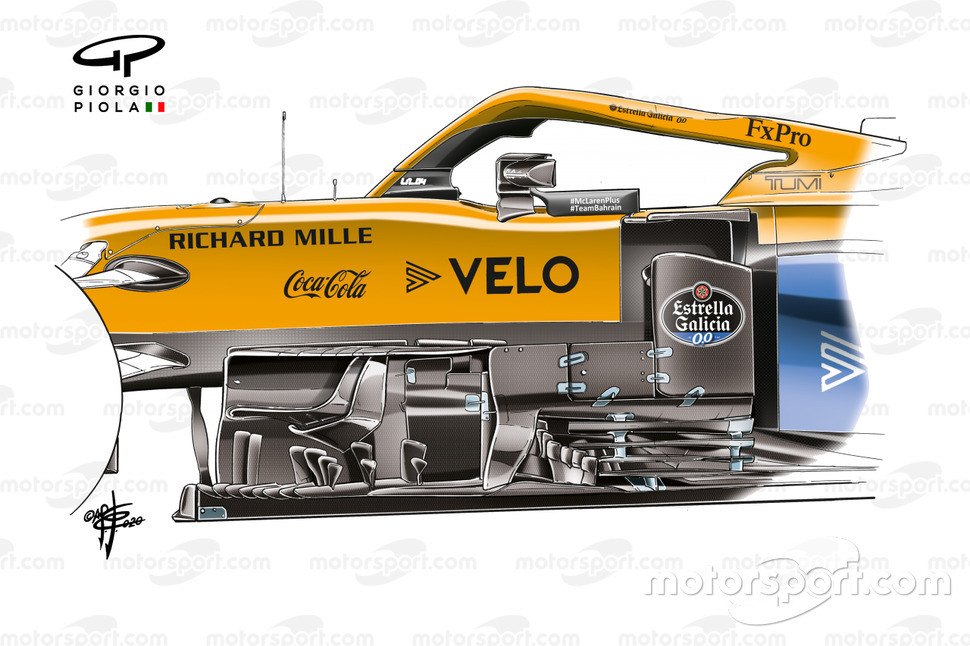 GIORGIO
PIOLA
Estrella Galicia 0,0
FxPro
TUMI
#McLarenPlus
#TeamBahrain
RICHARD MILLE
Coca-Cola
VELO
Estrella
Galicia
0,0
2020
motorsport.com